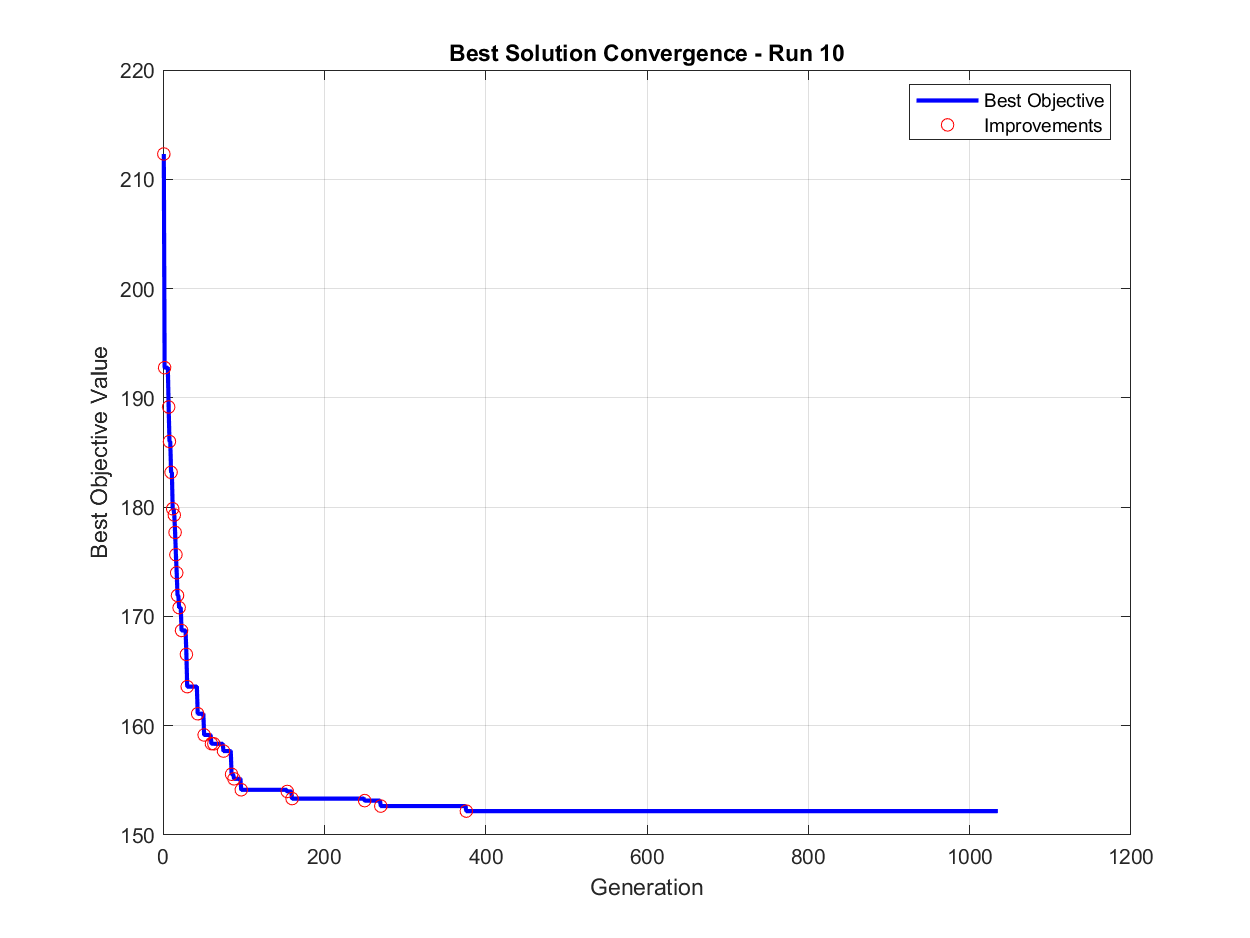 Best Solution Convergence - Run 10
220
Best Objective
Improvements
210
200
190
180
170
160
150
Best Objective Value
0 200 400 600 800 1000 1200
Generation